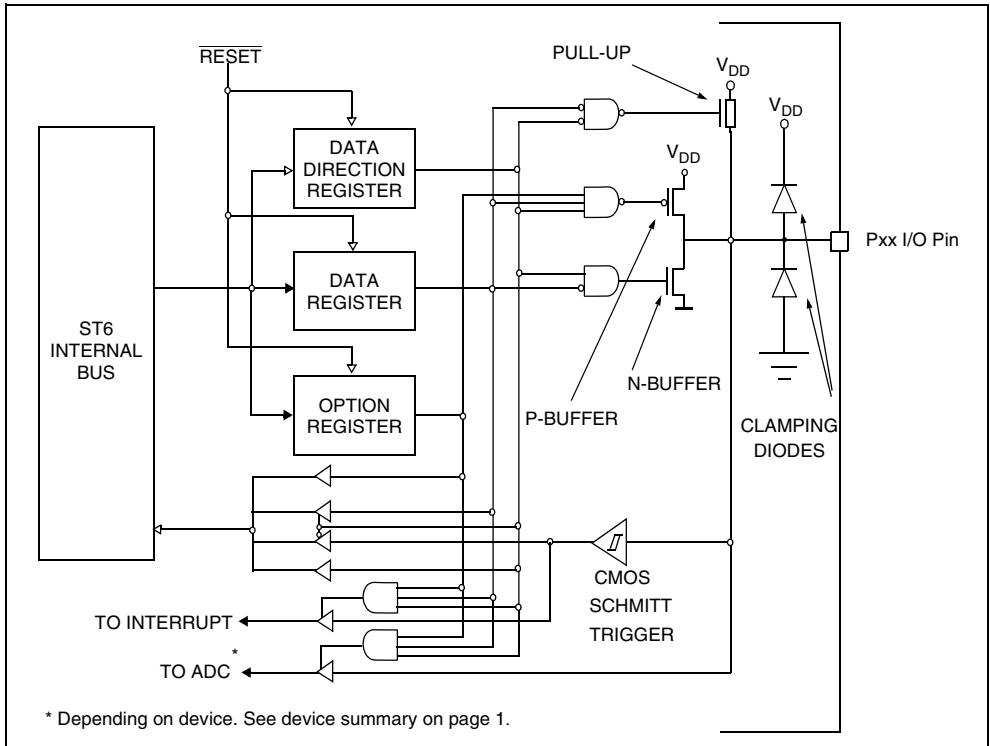 RESET
PULL-UP
VDD
VDD
DATA
DIRECTION
REGISTER
VDD
Pxx I/O Pin
DATA
REGISTER
ST6
INTERNAL
BUS
N-BUFFER
OPTION
REGISTER
P-BUFFER
CLAMPING
DIODES
CMOS
SCHMITT
TRIGGER
TO INTERRUPT
TO ADC*
* Depending on device. See device summary on page 1.